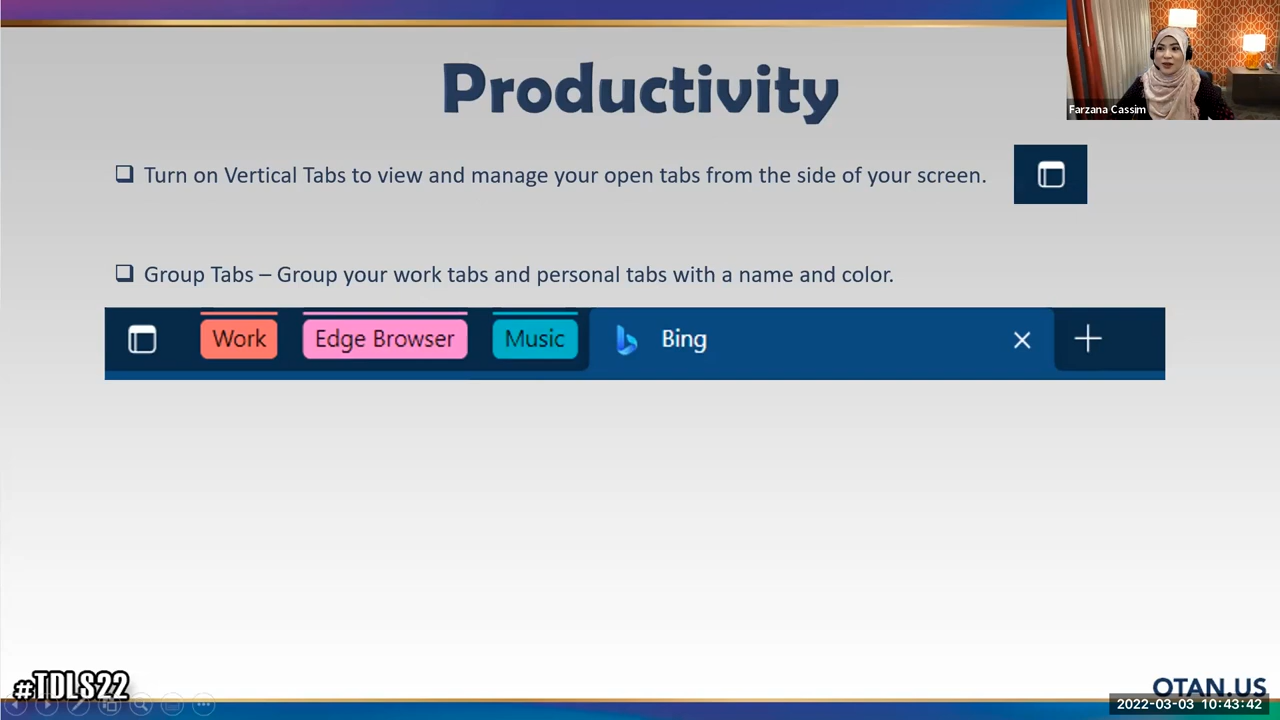 Productivity
Farzana Cassim
Turn on Vertical Tabs to view and manage your open tabs from the side of your screen.
Group Tabs – Group your work tabs and personal tabs with a name and color.
Work Edge Browser Music Bing
#TDLS22
OTAN.US
2022-03-03 10:43:42